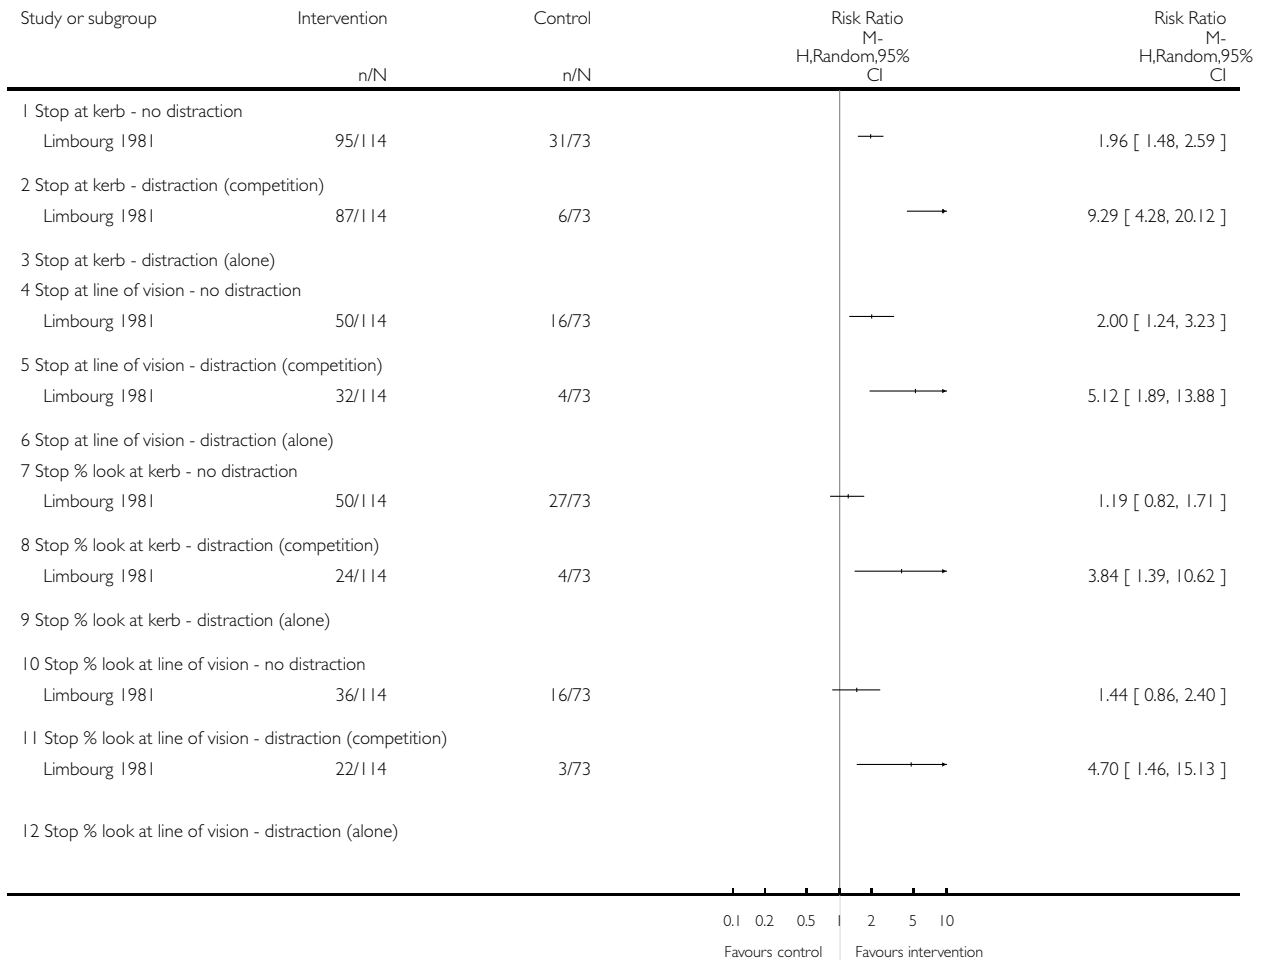 Study or subgroup Intervention Control Risk Ratio Risk Ratio
M- M-
H,Random,95% H,Random,95%
n/N n/N CI CI
1 Stop at kerb - no distraction
Limbourg 1981 95/114 31/73 1.96 [ 1.48, 2.59 ]
2 Stop at kerb - distraction (competition)
Limbourg 1981 87/114 6/73 9.29 [ 4.28, 20.12 ]
3 Stop at kerb - distraction (alone)
4 Stop at line of vision - no distraction
Limbourg 1981 50/114 16/73 2.00 [ 1.24, 3.23 ]
5 Stop at line of vision - distraction (competition)
Limbourg 1981 32/114 4/73 5.12 [ 1.89, 13.88 ]
6 Stop at line of vision - distraction (alone)
7 Stop % look at kerb - no distraction
Limbourg 1981 50/114 27/73 1.19 [ 0.82, 1.71 ]
8 Stop % look at kerb - distraction (competition)
Limbourg 1981 24/114 4/73 3.84 [ 1.39, 10.62 ]
9 Stop % look at kerb - distraction (alone)
10 Stop % look at line of vision - no distraction
Limbourg 1981 36/114 16/73 1.44 [ 0.86, 2.40 ]
11 Stop % look at line of vision - distraction (competition)
Limbourg 1981 22/114 3/73 4.70 [ 1.46, 15.13 ]
12 Stop % look at line of vision - distraction (alone)
0.1 0.2 0.5 1 2 5 10
Favours control Favours intervention